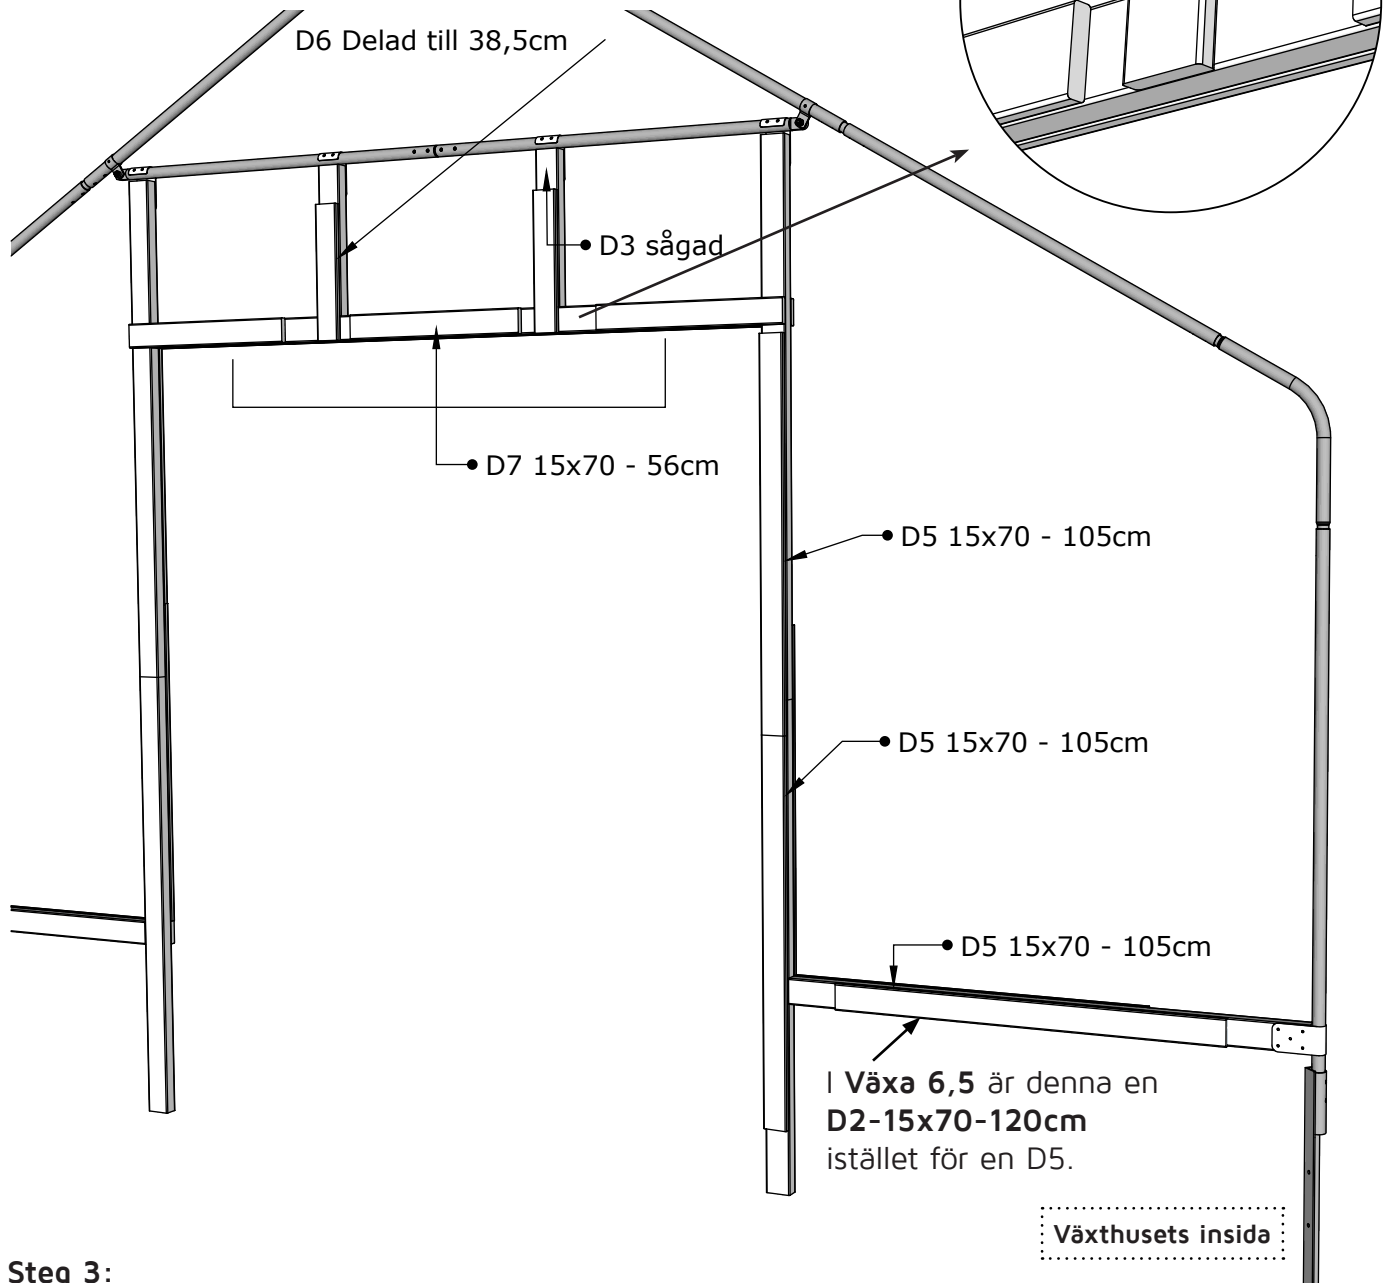 D6 Delad till 38,5cm
D3 sågad
D7 15x70 - 56cm
D5 15x70 - 105cm
D5 15x70 - 105cm
D5 15x70 - 105cm
I Växa 6,5 är denna en
D2-15x70-120cm
istället för en D5.
Växthusets insida
Steg 3: